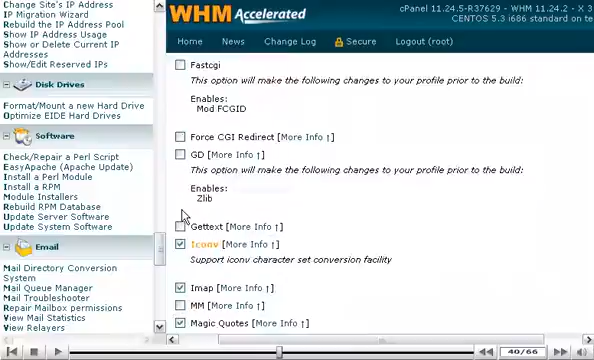 Change Site's IP Address
IP Migration Wizard
Rebuild the IP Address Pool
Show IP Address Usage
Show or Delete Current IP
Addresses
Show/Edit Reserved IPs
Disk Drives
Format/Mount a new Hard Drive
Optimize EIDE Hard Drives
Software
Check/Repair a Perl Script
EasyApache (Apache Update)
Install a Perl Module
Install a RPM
Module Installers
Rebuild RPM Database
Update Server Software
Update System Software
Email
Mail Directory Conversion
System
Mail Queue Manager
Mail Troubleshooter
Repair Mailbox permissions
View Mail Statistics
View Relayers
WHM Accelerated
cPanel 11.24.5-R37629 - WHM 11.24.2 - X 3
CENTOS 5.3 i686 standard on te
Home News Change Log Secure Logout (root)
Fastcgi
This option will make the following changes to your profile prior to the build:
Enables:
Mod FCGID
Force CGI Redirect [More Info ↑]
GD [More Info ↑]
This option will make the following changes to your profile prior to the build:
Enables:
Zlib
Gettext [More Info ↑]
Iconv [More Info ↑]
Support iconv character set conversion facility
Imap [More Info ↑]
MM [More Info ↑]
Magic Quotes [More Info ↑]
40/66